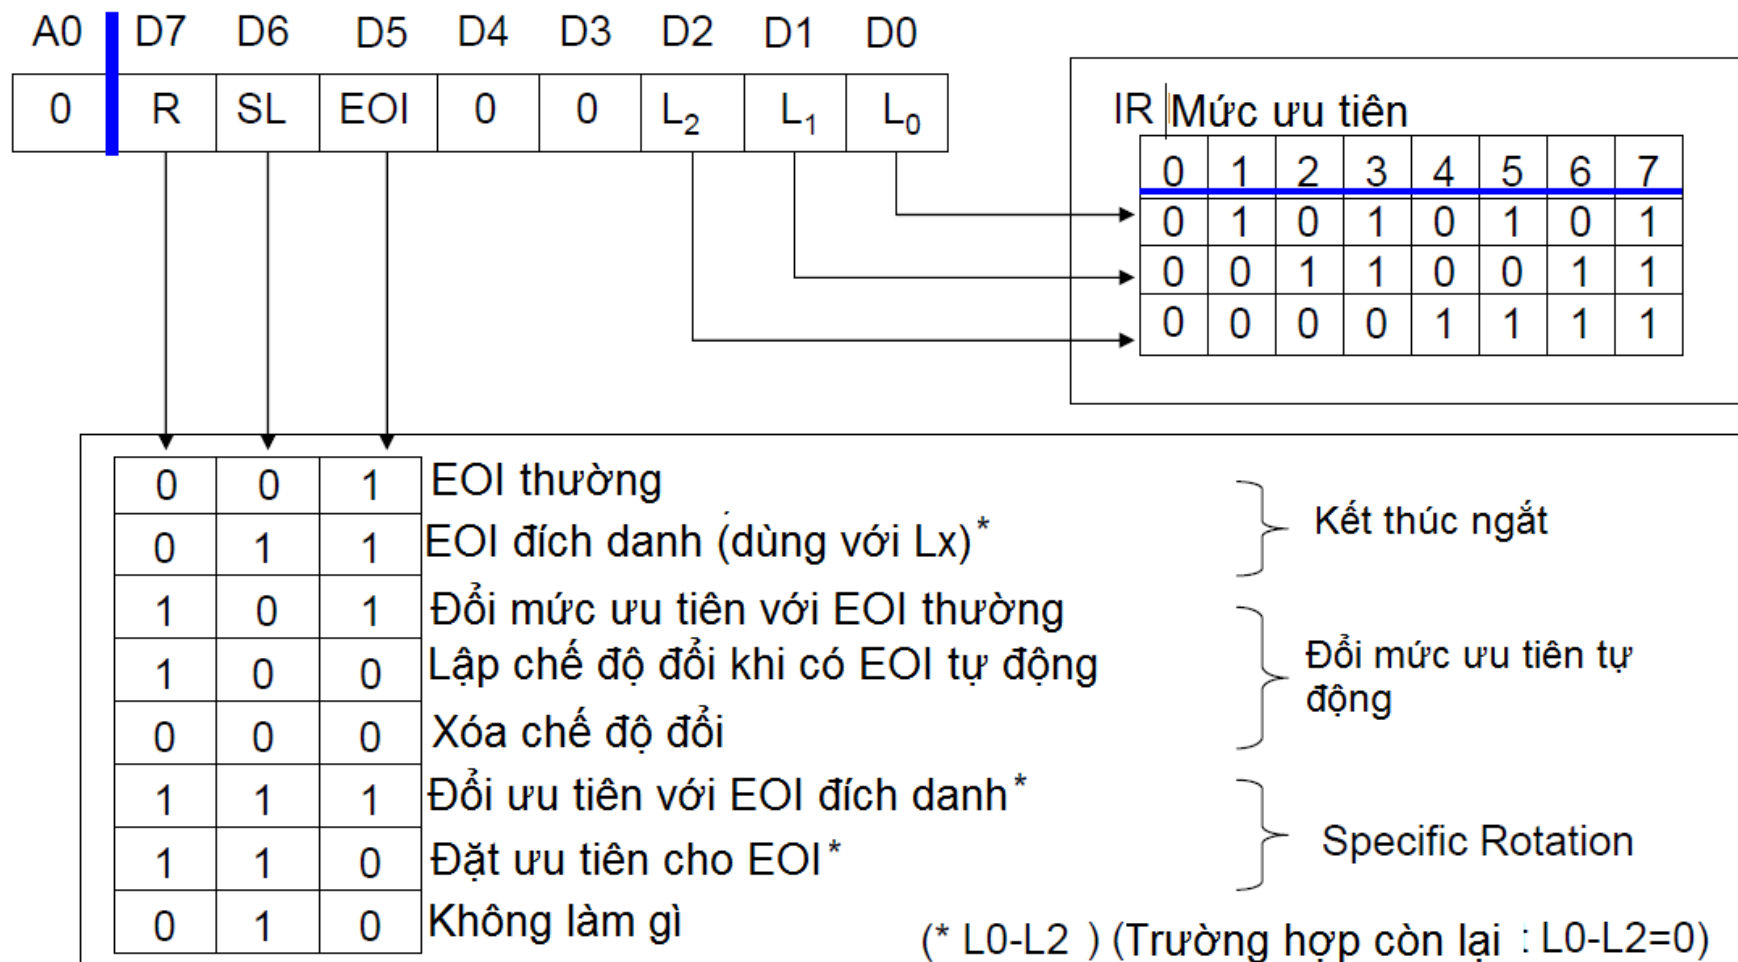 A0 D7 D6 D5 D4 D3 D2 D1 D0
0 R SL EOI 0 0 L₂ L₁ L₀
IR Mức ưu tiên
0 1 2 3 4 5 6 7
0 1 0 1 0 1 0 1
0 0 1 1 0 0 1 1
0 0 0 0 1 1 1 1
0 0 1 EOI thường
0 1 1 EOI đích danh (dùng với Lx)*
Kết thúc ngắt
1 0 1 Đổi mức ưu tiên với EOI thường
1 0 0 Lập chế độ đổi khi có EOI tự động
0 0 0 Xóa chế độ đổi
Đổi mức ưu tiên tự
động
1 1 1 Đổi ưu tiên với EOI đích danh*
1 1 0 Đặt ưu tiên cho EOI*
Specific Rotation
0 1 0 Không làm gì
(* L0-L2 ) (Trường hợp còn lại : L0-L2=0)